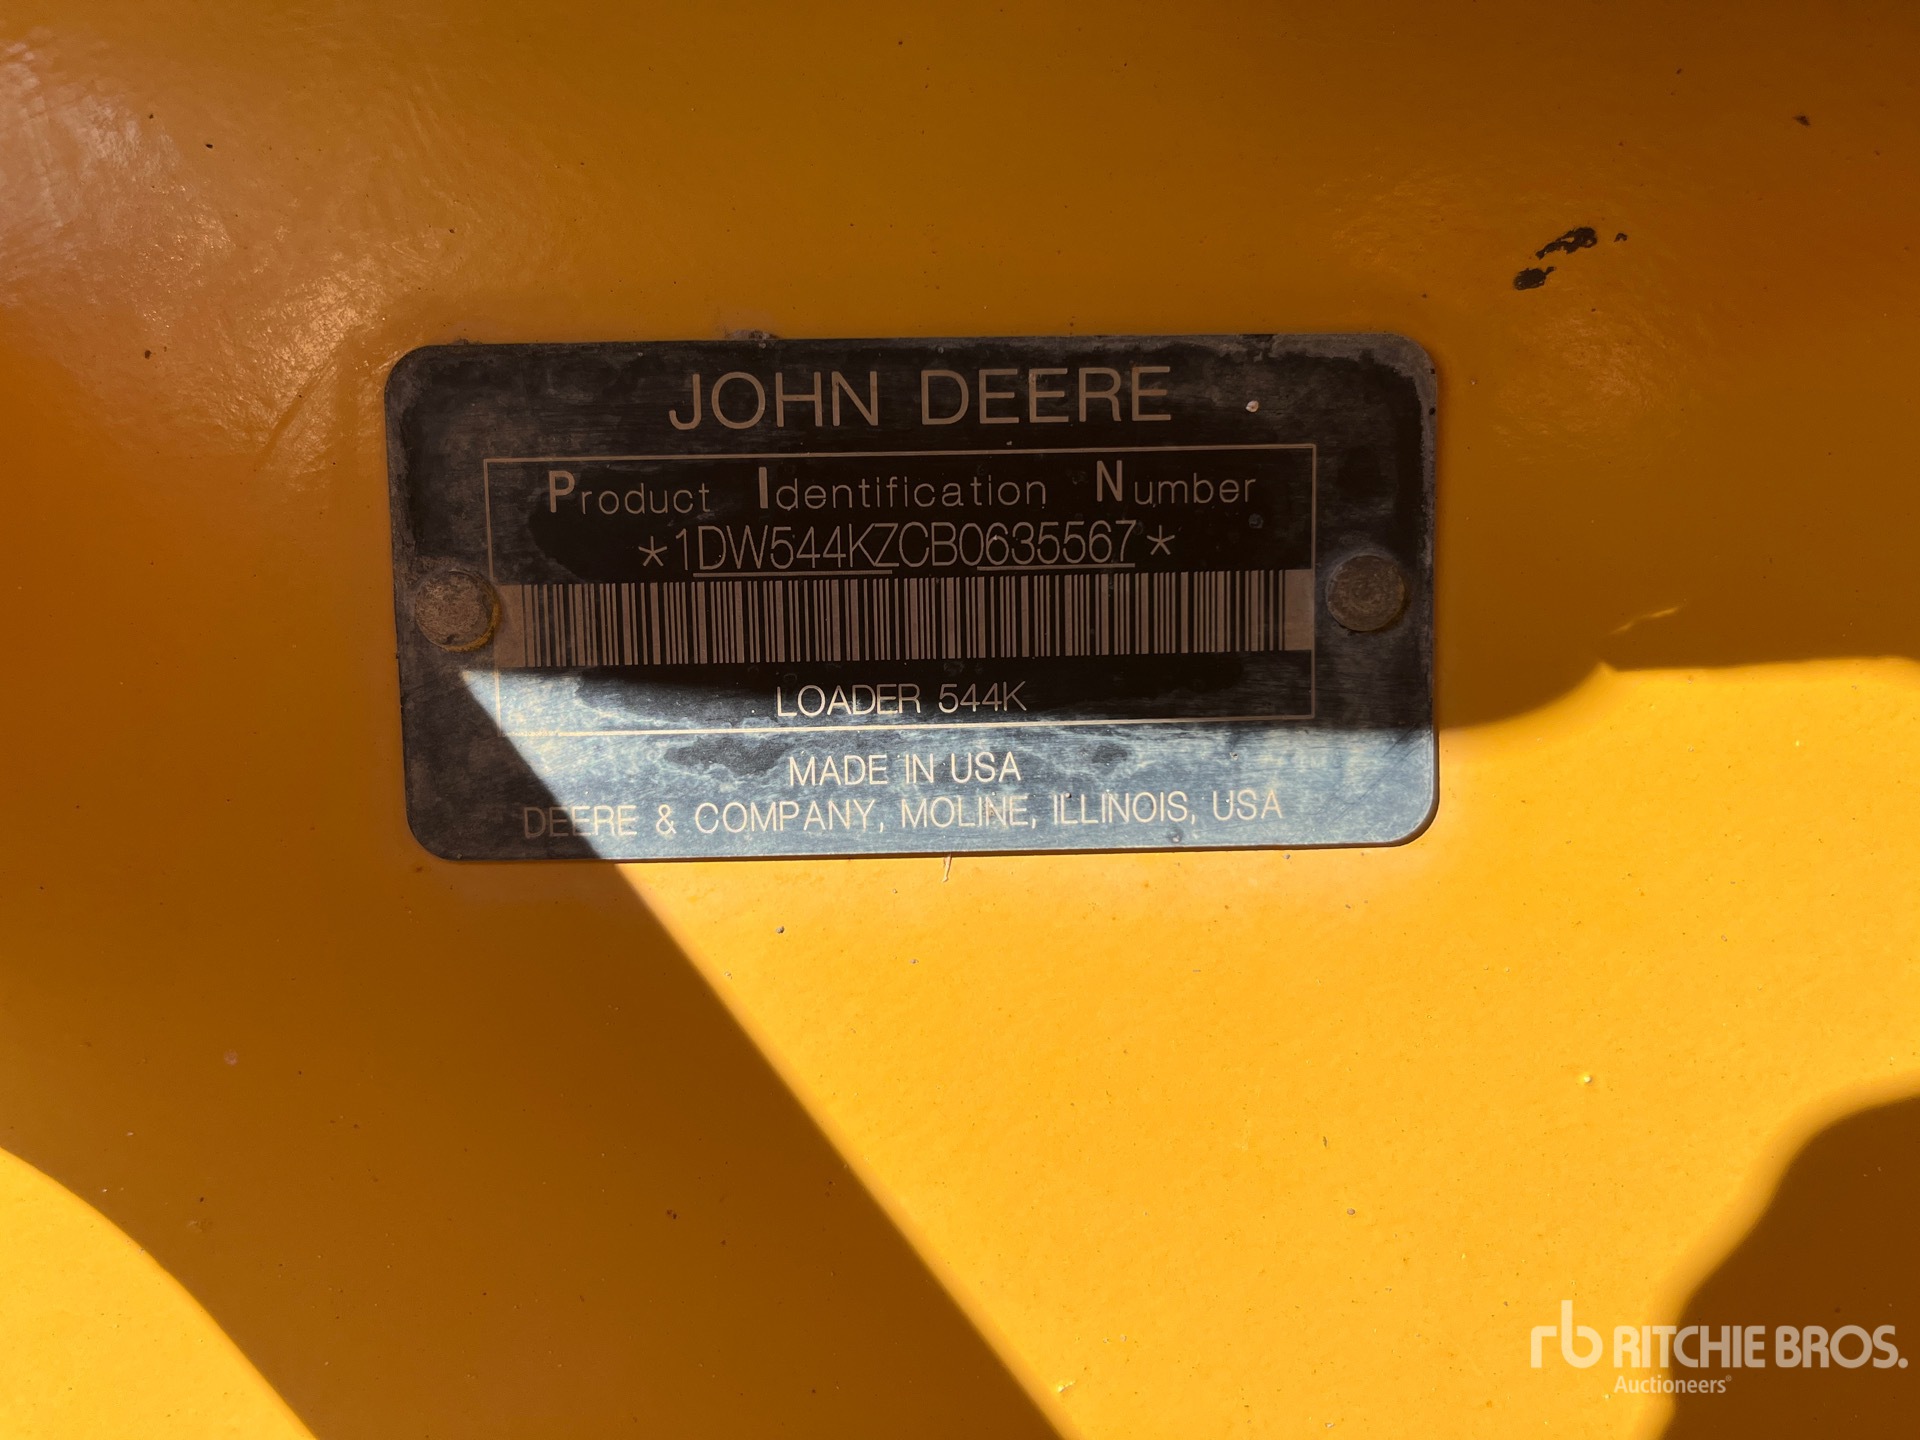 JOHN DEERE
Product Identification Number
*1DW544KZCB0635567*
LOADER 544K
MADE IN USA
DEERE & COMPANY, MOLINE, ILLINOIS, USA
rb RITCHIE BROS.
Auctioneers®